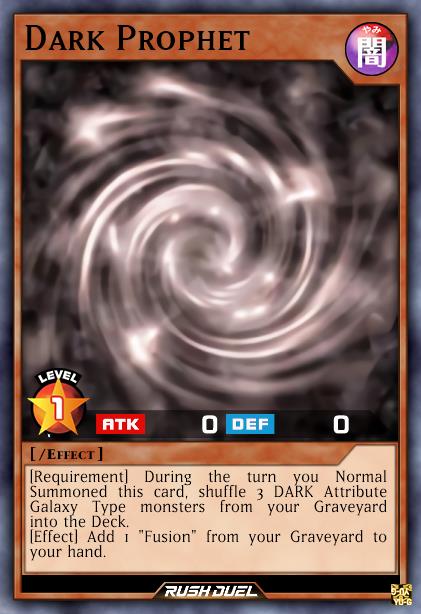 DARK PROPHET
やみ
闇
LEVEL
1
ATK 0 DEF 0
[/EFFECT]
[Requirement] During the turn you Normal
Summoned this card, shuffle 3 DARK Attribute
Galaxy Type monsters from your Graveyard
into the Deck.
[Effect] Add 1 "Fusion" from your Graveyard to
your hand.
RUSH DUEL